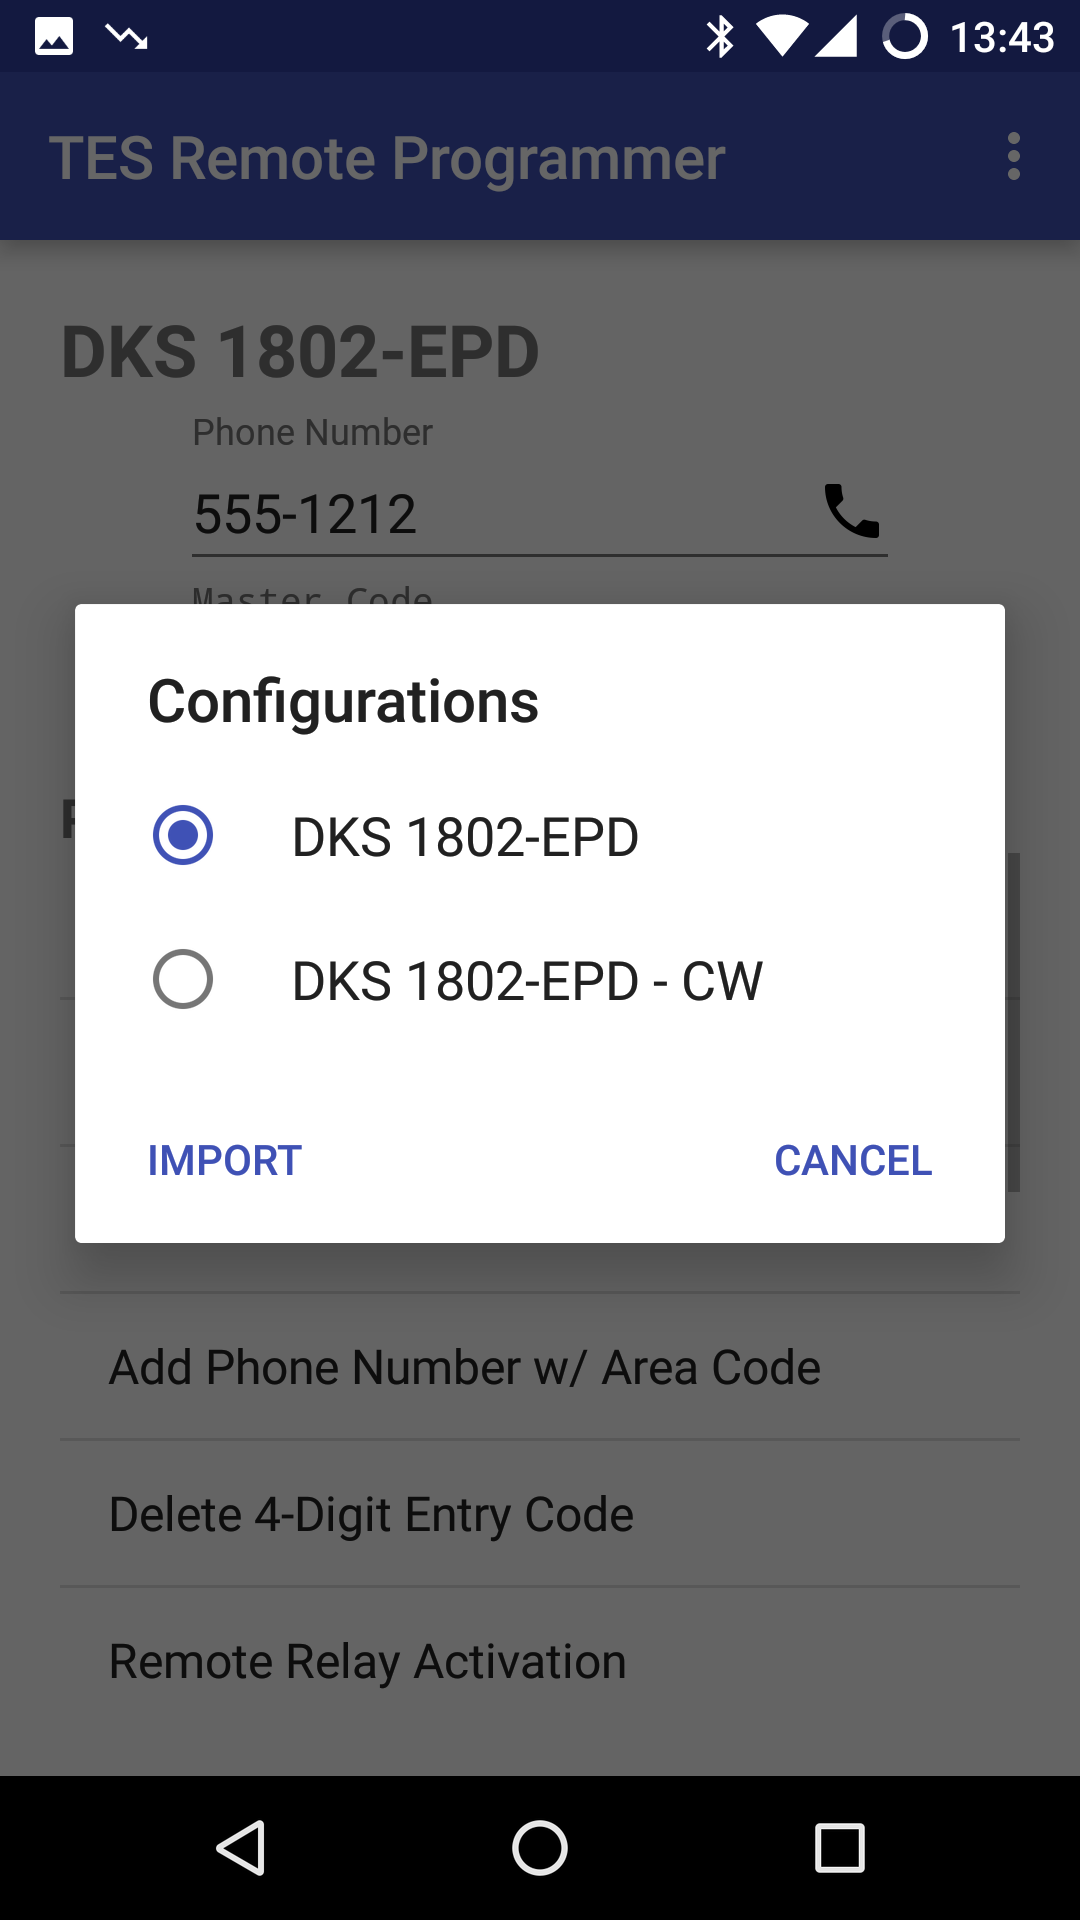 13:43
TES Remote Programmer
DKS 1802-EPD
Phone Number
555-1212
Master Code
Configurations
DKS 1802-EPD
DKS 1802-EPD - CW
IMPORT CANCEL
Add Phone Number w/ Area Code
Delete 4-Digit Entry Code
Remote Relay Activation